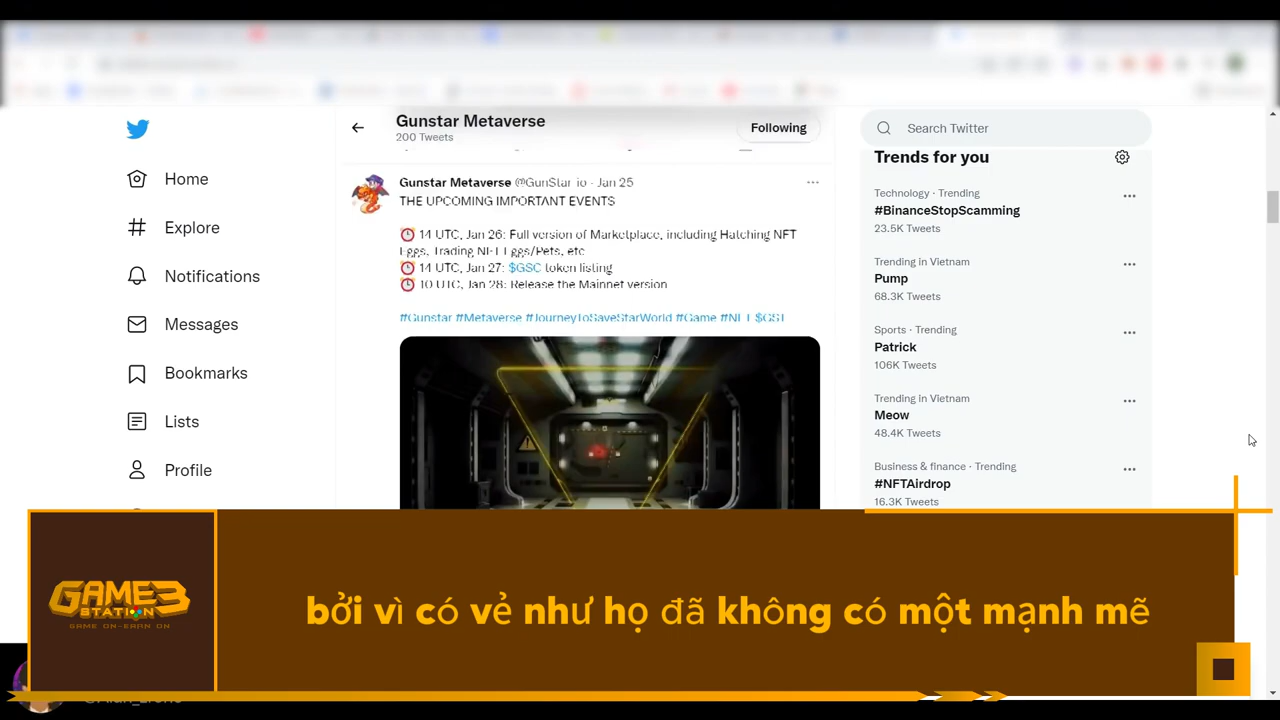 Gunstar Metaverse
200 Tweets
Following
Search Twitter
Home
Explore
Notifications
Messages
Bookmarks
Lists
Profile
Gunstar Metaverse @GunStar_io · Jan 25
THE UPCOMING IMPORTANT EVENTS
14 UTC, Jan 26: Full version of Marketplace, including Hatching NFT
Eggs, Trading NFT Eggs/Pets, etc
14 UTC, Jan 27: $GSC token listing
10 UTC, Jan 28: Release the Mainnet version
#Gunstar #Metaverse #JourneyToSaveStarWorld #Game #NFT $GST
Trends for you
Technology · Trending
#BinanceStopScamming
23.5K Tweets
Trending in Vietnam
Pump
68.3K Tweets
Sports · Trending
Patrick
106K Tweets
Trending in Vietnam
Meow
48.4K Tweets
Business & finance · Trending
#NFTAirdrop
16.3K Tweets
GAME3
STATION
GAME ON-EARN ON
bởi vì có vẻ như họ đã không có một mạnh mẽ